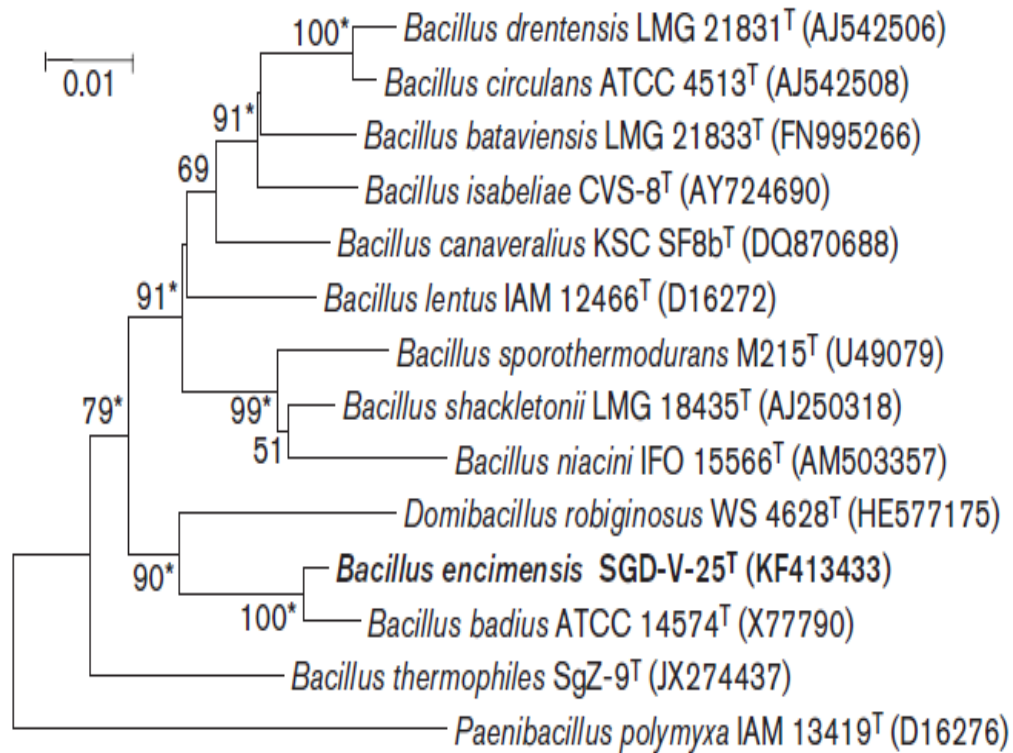 100* Bacillus drentensis LMG 21831ᵀ (AJ542506)
0.01
Bacillus circulans ATCC 4513ᵀ (AJ542508)
91*
Bacillus bataviensis LMG 21833ᵀ (FN995266)
69
Bacillus isabeliae CVS-8ᵀ (AY724690)
Bacillus canaveralius KSC SF8bᵀ (DQ870688)
91*
Bacillus lentus IAM 12466ᵀ (D16272)
Bacillus sporothermodurans M215ᵀ (U49079)
79*
99*
Bacillus shackletonii LMG 18435ᵀ (AJ250318)
51
Bacillus niacini IFO 15566ᵀ (AM503357)
Domibacillus robiginosus WS 4628ᵀ (HE577175)
90*
Bacillus encimensis SGD-V-25ᵀ (KF413433)
100*
Bacillus badius ATCC 14574ᵀ (X77790)
Bacillus thermophiles SgZ-9ᵀ (JX274437)
Paenibacillus polymyxa IAM 13419ᵀ (D16276)